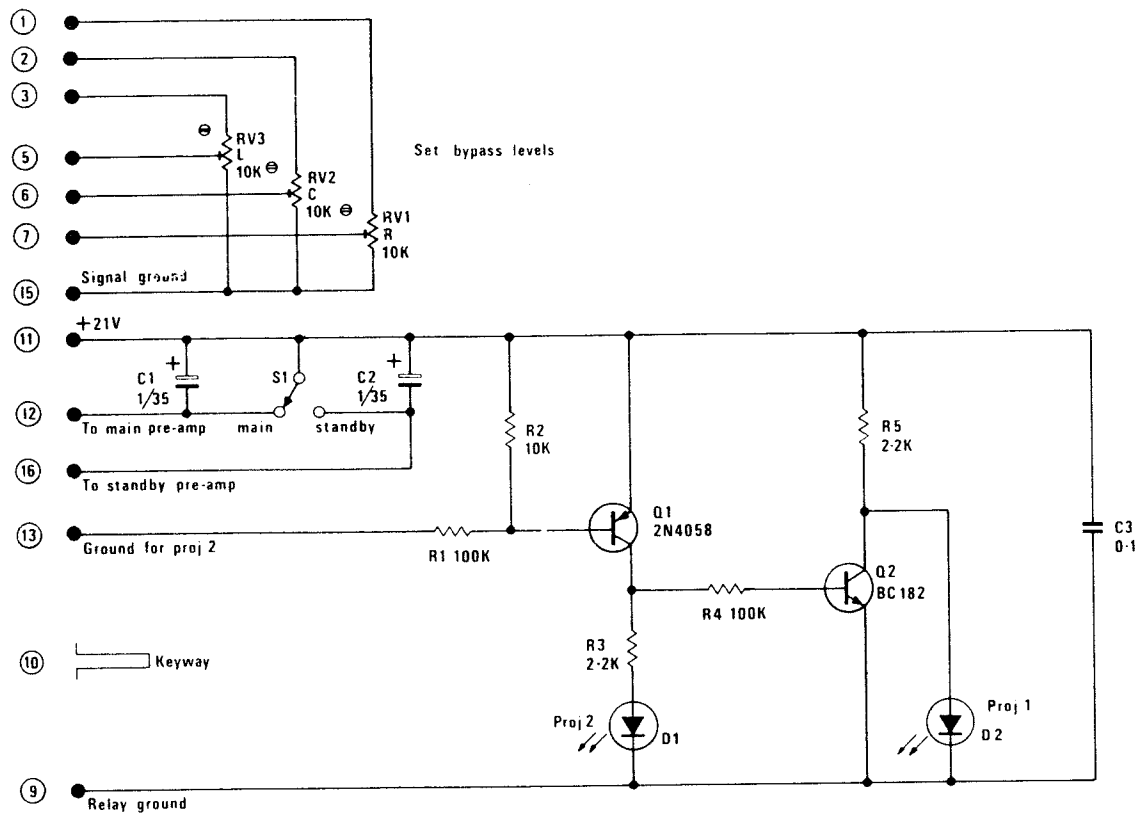 1
2
3
5
6
7
15
11
12
16
13
10
9
RV3
L
10K
RV2
C
10K
RV1
R
10K
Set bypass levels
Signal ground
+21V
C1
1/35
S1
C2
1/35
To main pre-amp
main
standby
To standby pre-amp
R2
10K
R5
2·2K
Ground for proj 2
R1 100K
Q1
2N4058
C3
0·1
Q2
BC182
R4 100K
R3
2·2K
Keyway
Proj 2
D1
Proj 1
D2
Relay ground